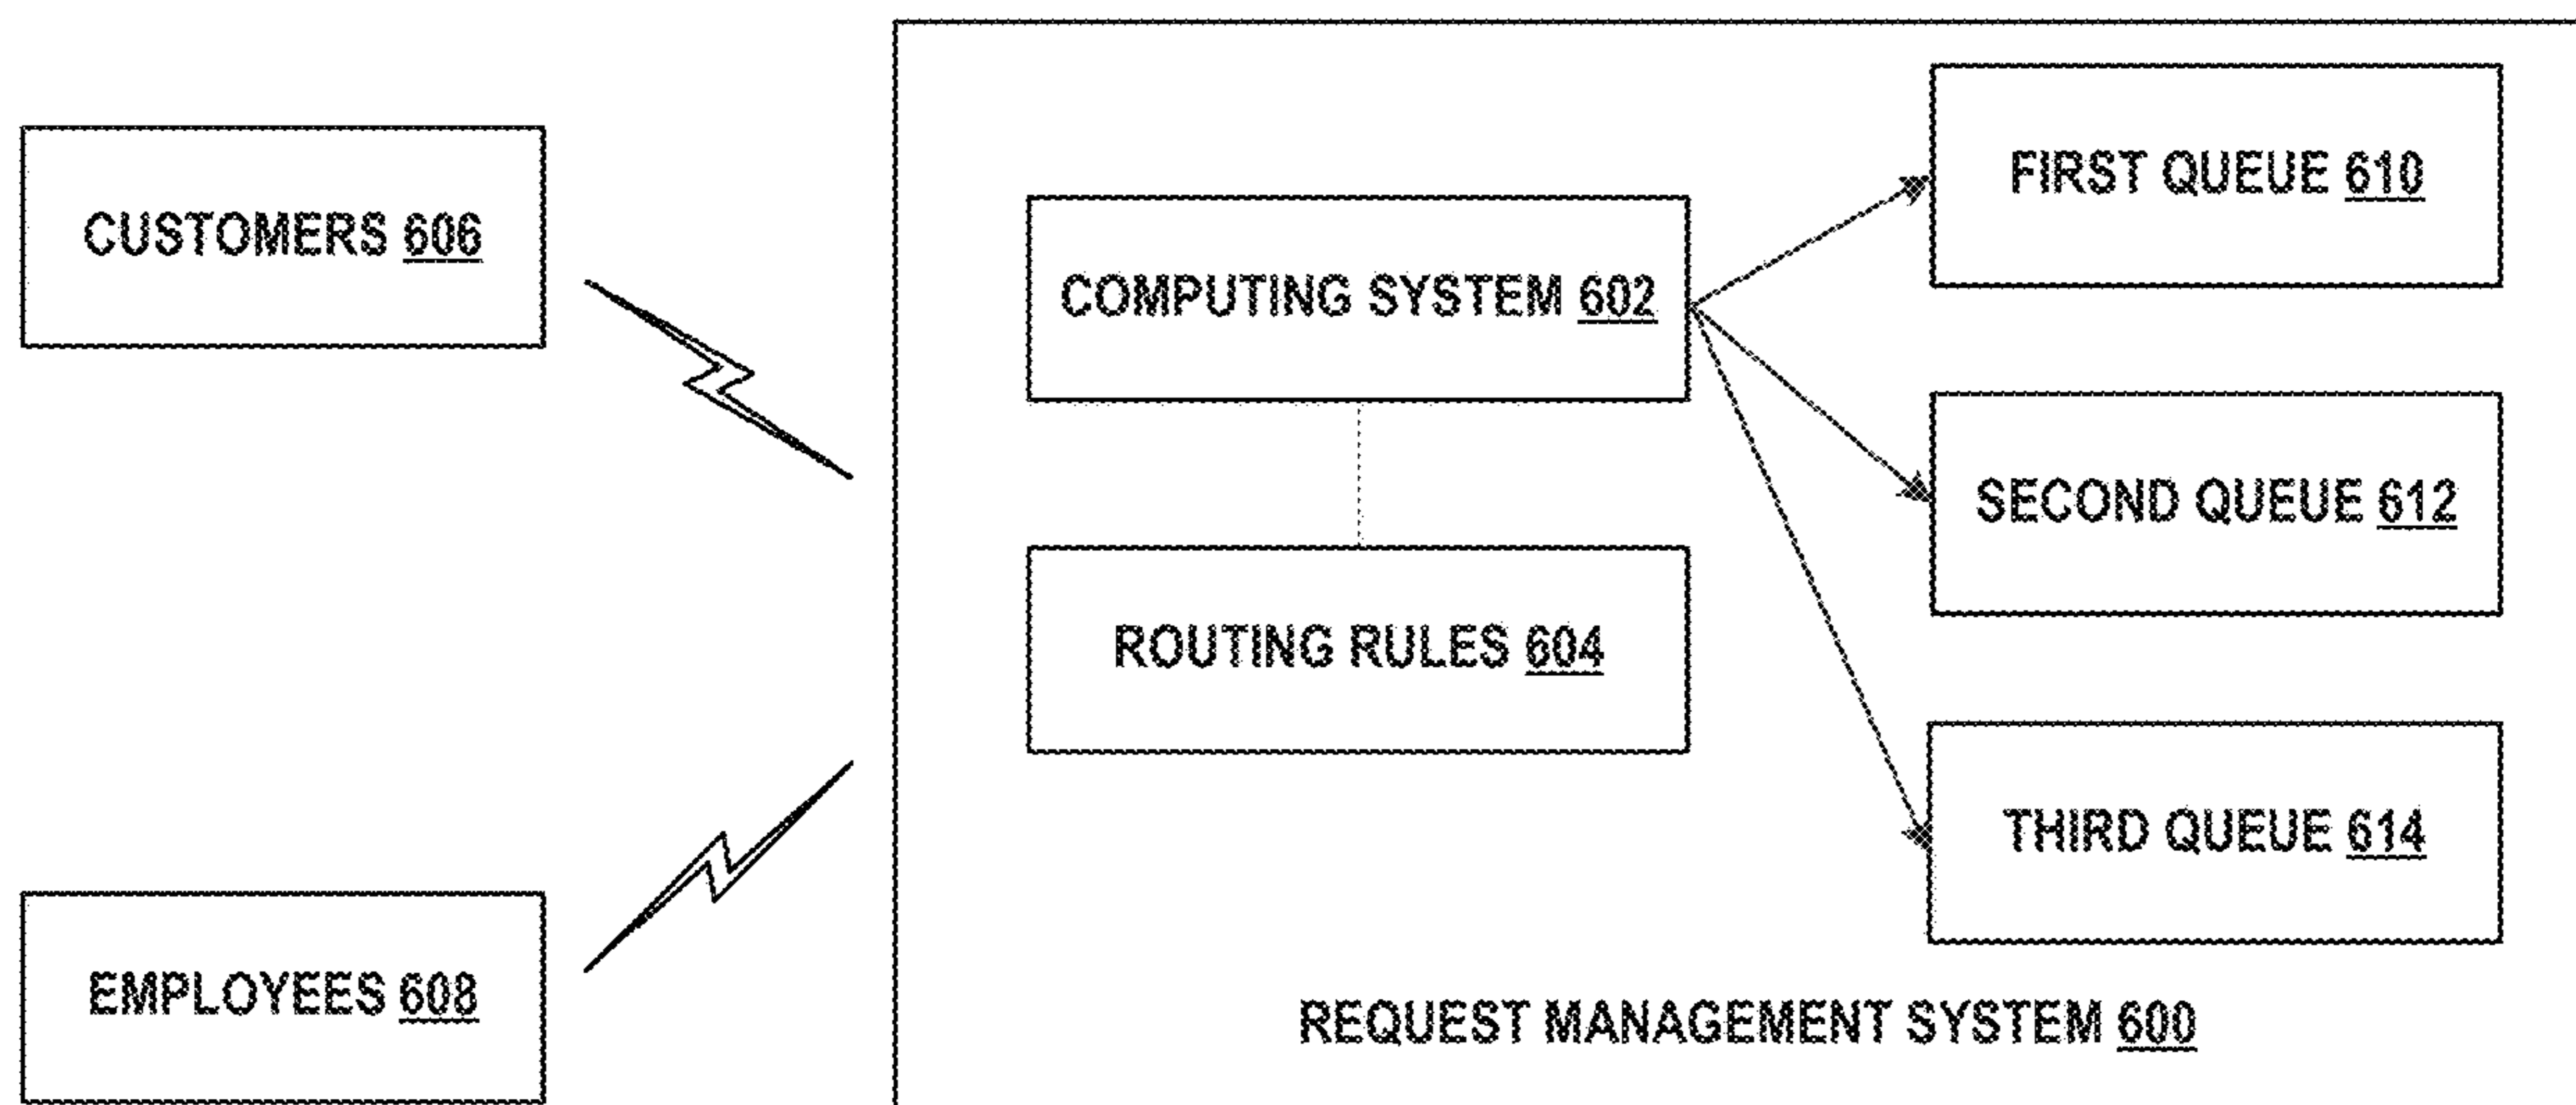 CUSTOMERS 606
EMPLOYEES 608
COMPUTING SYSTEM 602
ROUTING RULES 604
FIRST QUEUE 610
SECOND QUEUE 612
THIRD QUEUE 614
REQUEST MANAGEMENT SYSTEM 600